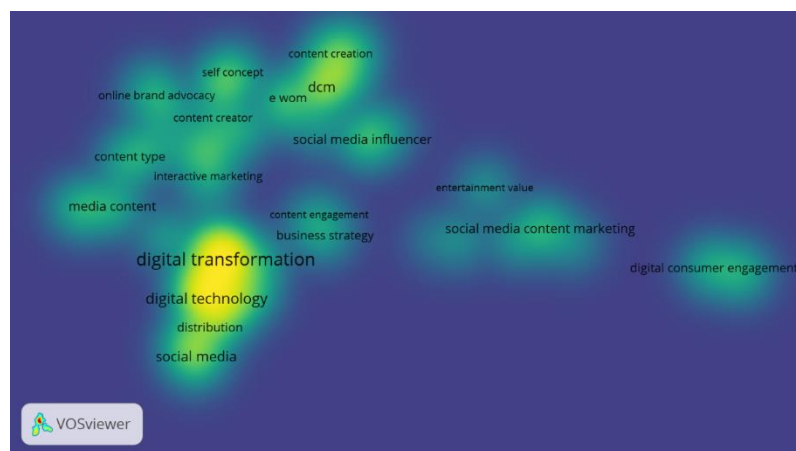 content creation
self concept
dcm
online brand advocacy
e wom
content creator
social media influencer
content type
interactive marketing
entertainment value
media content
content engagement
social media content marketing
business strategy
digital transformation
digital consumer engagement
digital technology
distribution
social media
VOSviewer